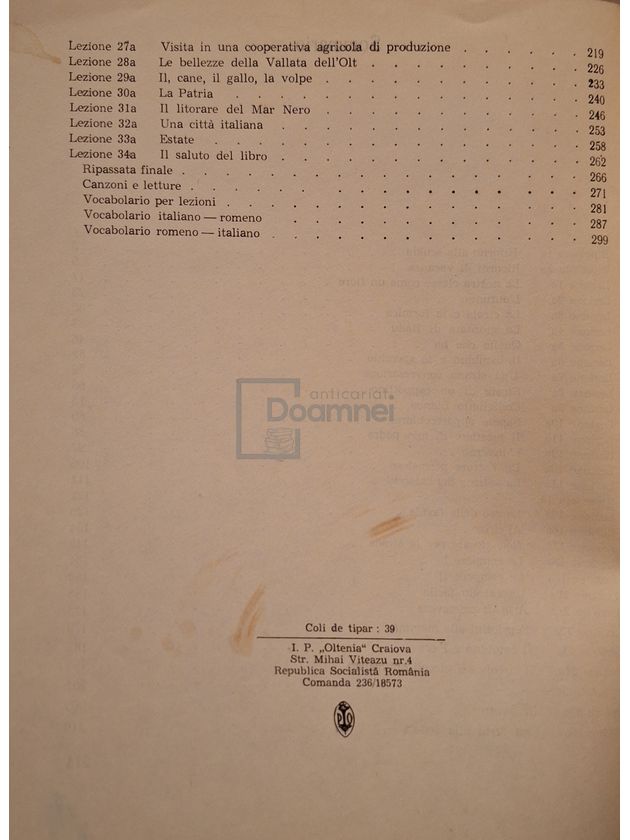 Lezione 27a Visita in una cooperativa agricola di produzione . . . . . . 219
Lezione 28a Le bellezze della Vallata dell'Olt . . . . . . . . . 226
Lezione 29a Il, cane, il gallo, la volpe . . . . . . . . . . 233
Lezione 30a La Patria . . . . . . . . . . . . . 240
Lezione 31a Il litorare del Mar Nero . . . . . . . . . . 246
Lezione 32a Una città italiana . . . . . . . . . . . 253
Lezione 33a Estate . . . . . . . . . . . . . 258
Lezione 34a Il saluto del libro . . . . . . . . . . . 262
Ripassata finale . . . . . . . . . . . . . . 266
Canzoni e letture . . . . . . . . . . . . . 271
Vocabolario per lezioni . . . . . . . . . . . . 281
Vocabolario italiano — romeno . . . . . . . . . . 287
Vocabolario romeno — italiano . . . . . . . . . . . 299
anticariat
Doamnei
Coli de tipar : 39
I. P. „Oltenia“ Craiova
Str. Mihai Viteazu nr.4
Republica Socialistă România
Comanda 236/18573